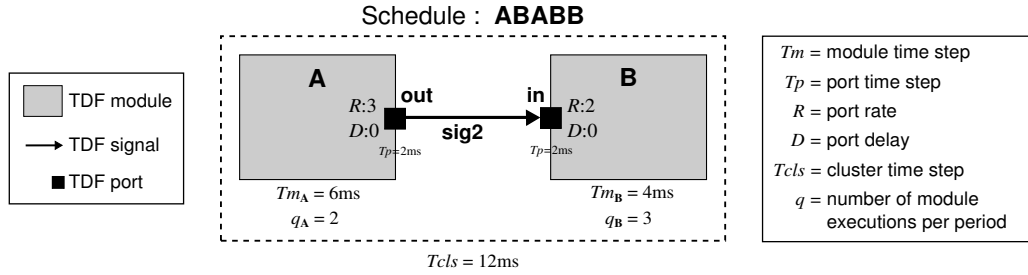 Schedule : ABABB
TDF module
TDF signal
TDF port
A
R:3
D:0
out
Tp=2ms
sig2
in
B
R:2
D:0
Tp=2ms
TmA = 6ms
qA = 2
TmB = 4ms
qB = 3
Tcls = 12ms
Tm = module time step
Tp = port time step
R = port rate
D = port delay
Tcls = cluster time step
q = number of module
executions per period